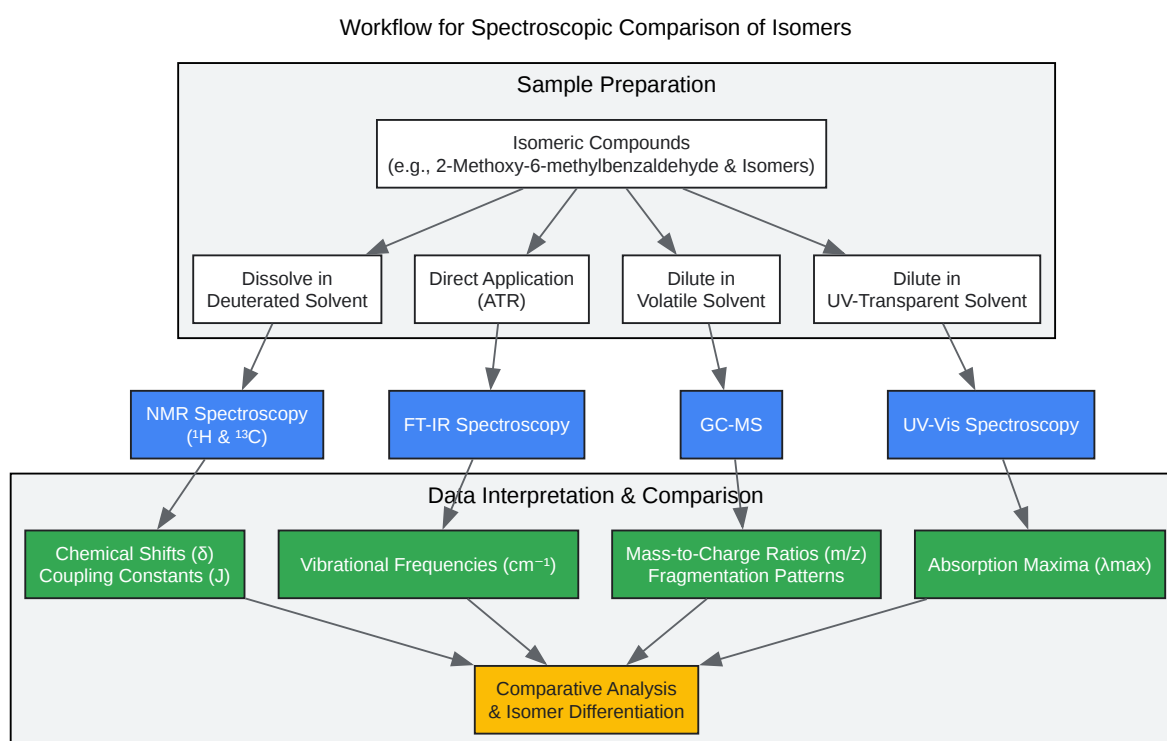 Workflow for Spectroscopic Comparison of Isomers
Sample Preparation
Isomeric Compounds
(e.g., 2-Methoxy-6-methylbenzaldehyde & Isomers)
Dissolve in
Deuterated Solvent
Direct Application
(ATR)
Dilute in
Volatile Solvent
Dilute in
UV-Transparent Solvent
NMR Spectroscopy
(¹H & ¹³C)
FT-IR Spectroscopy
GC-MS
UV-Vis Spectroscopy
Data Interpretation & Comparison
Chemical Shifts (δ)
Coupling Constants (J)
Vibrational Frequencies (cm⁻¹)
Mass-to-Charge Ratios (m/z)
Fragmentation Patterns
Absorption Maxima (λmax)
Comparative Analysis
& Isomer Differentiation